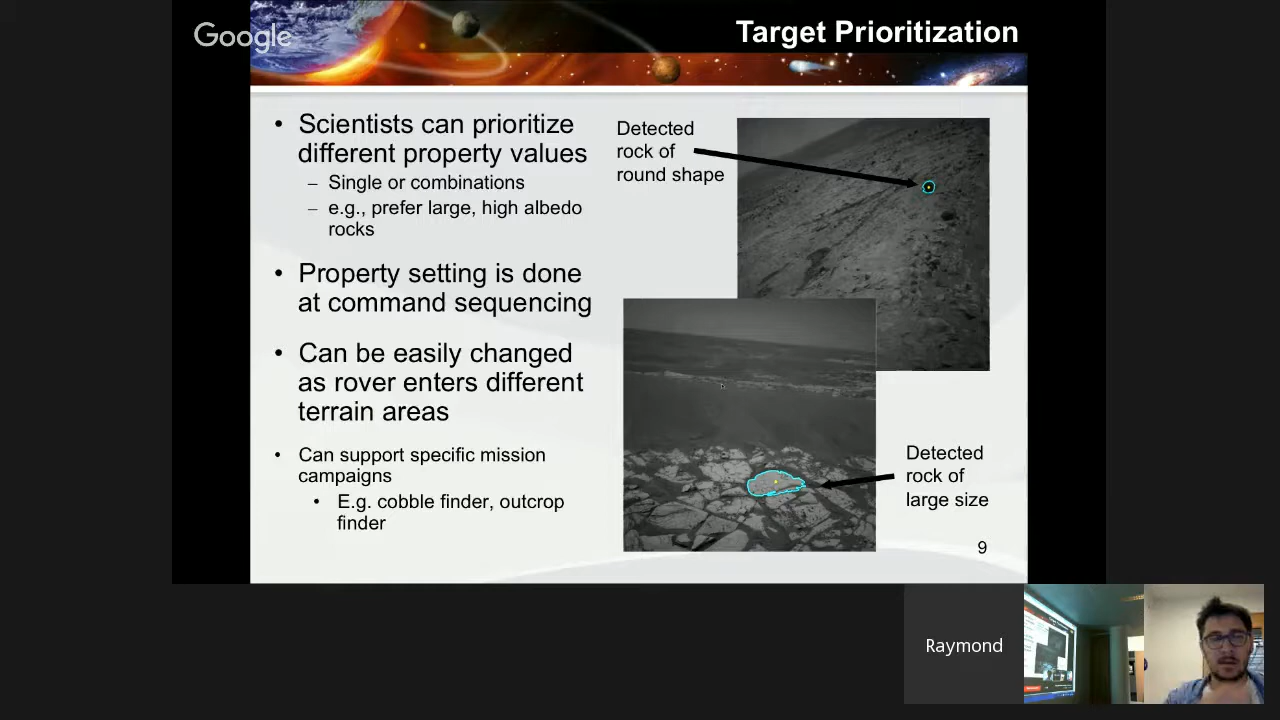 Google
Target Prioritization
• Scientists can prioritize
different property values
– Single or combinations
– e.g., prefer large, high albedo
rocks
• Property setting is done
at command sequencing
• Can be easily changed
as rover enters different
terrain areas
• Can support specific mission
campaigns
• E.g. cobble finder, outcrop
finder
Detected
rock of
round shape
Detected
rock of
large size
9
Raymond